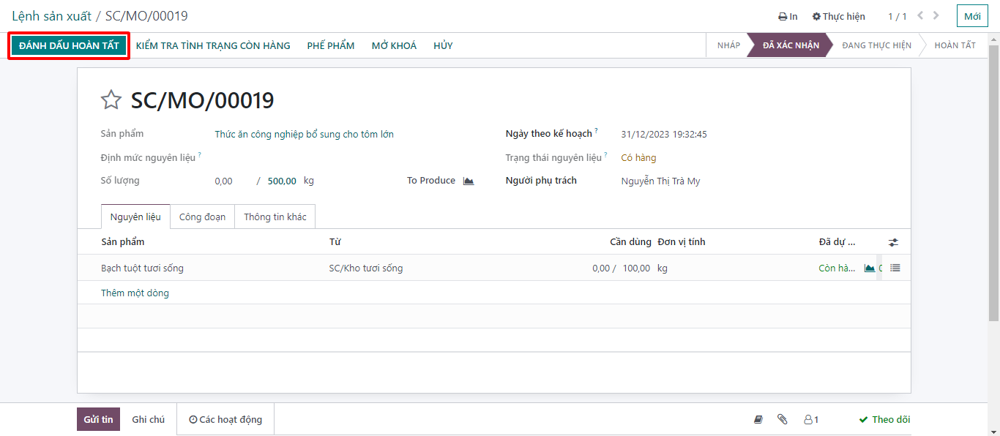 Lệnh sản xuất / SC/MO/00019 In Thực hiện 1 / 1 Mới
ĐÁNH DẤU HOÀN TẤT KIỂM TRA TÌNH TRẠNG CÒN HÀNG PHẾ PHẨM MỞ KHOÁ HỦY NHÁP ĐÃ XÁC NHẬN ĐANG THỰC HIỆN HOÀN TẤT
SC/MO/00019
Sản phẩm Thức ăn công nghiệp bổ sung cho tôm lớn Ngày theo kế hoạch ? 31/12/2023 19:32:45
Định mức nguyên liệu ? Trạng thái nguyên liệu ? Có hàng
Số lượng 0,00 / 500,00 kg To Produce Người phụ trách Nguyễn Thị Trà My
Nguyên liệu Công đoạn Thông tin khác
Sản phẩm Từ Cần dùng Đơn vị tính Đã dự ...
Bạch tuột tươi sống SC/Kho tươi sống 0,00 / 100,00 kg Còn hà...
Thêm một dòng
Gửi tin Ghi chú Các hoạt động 1 Theo dõi